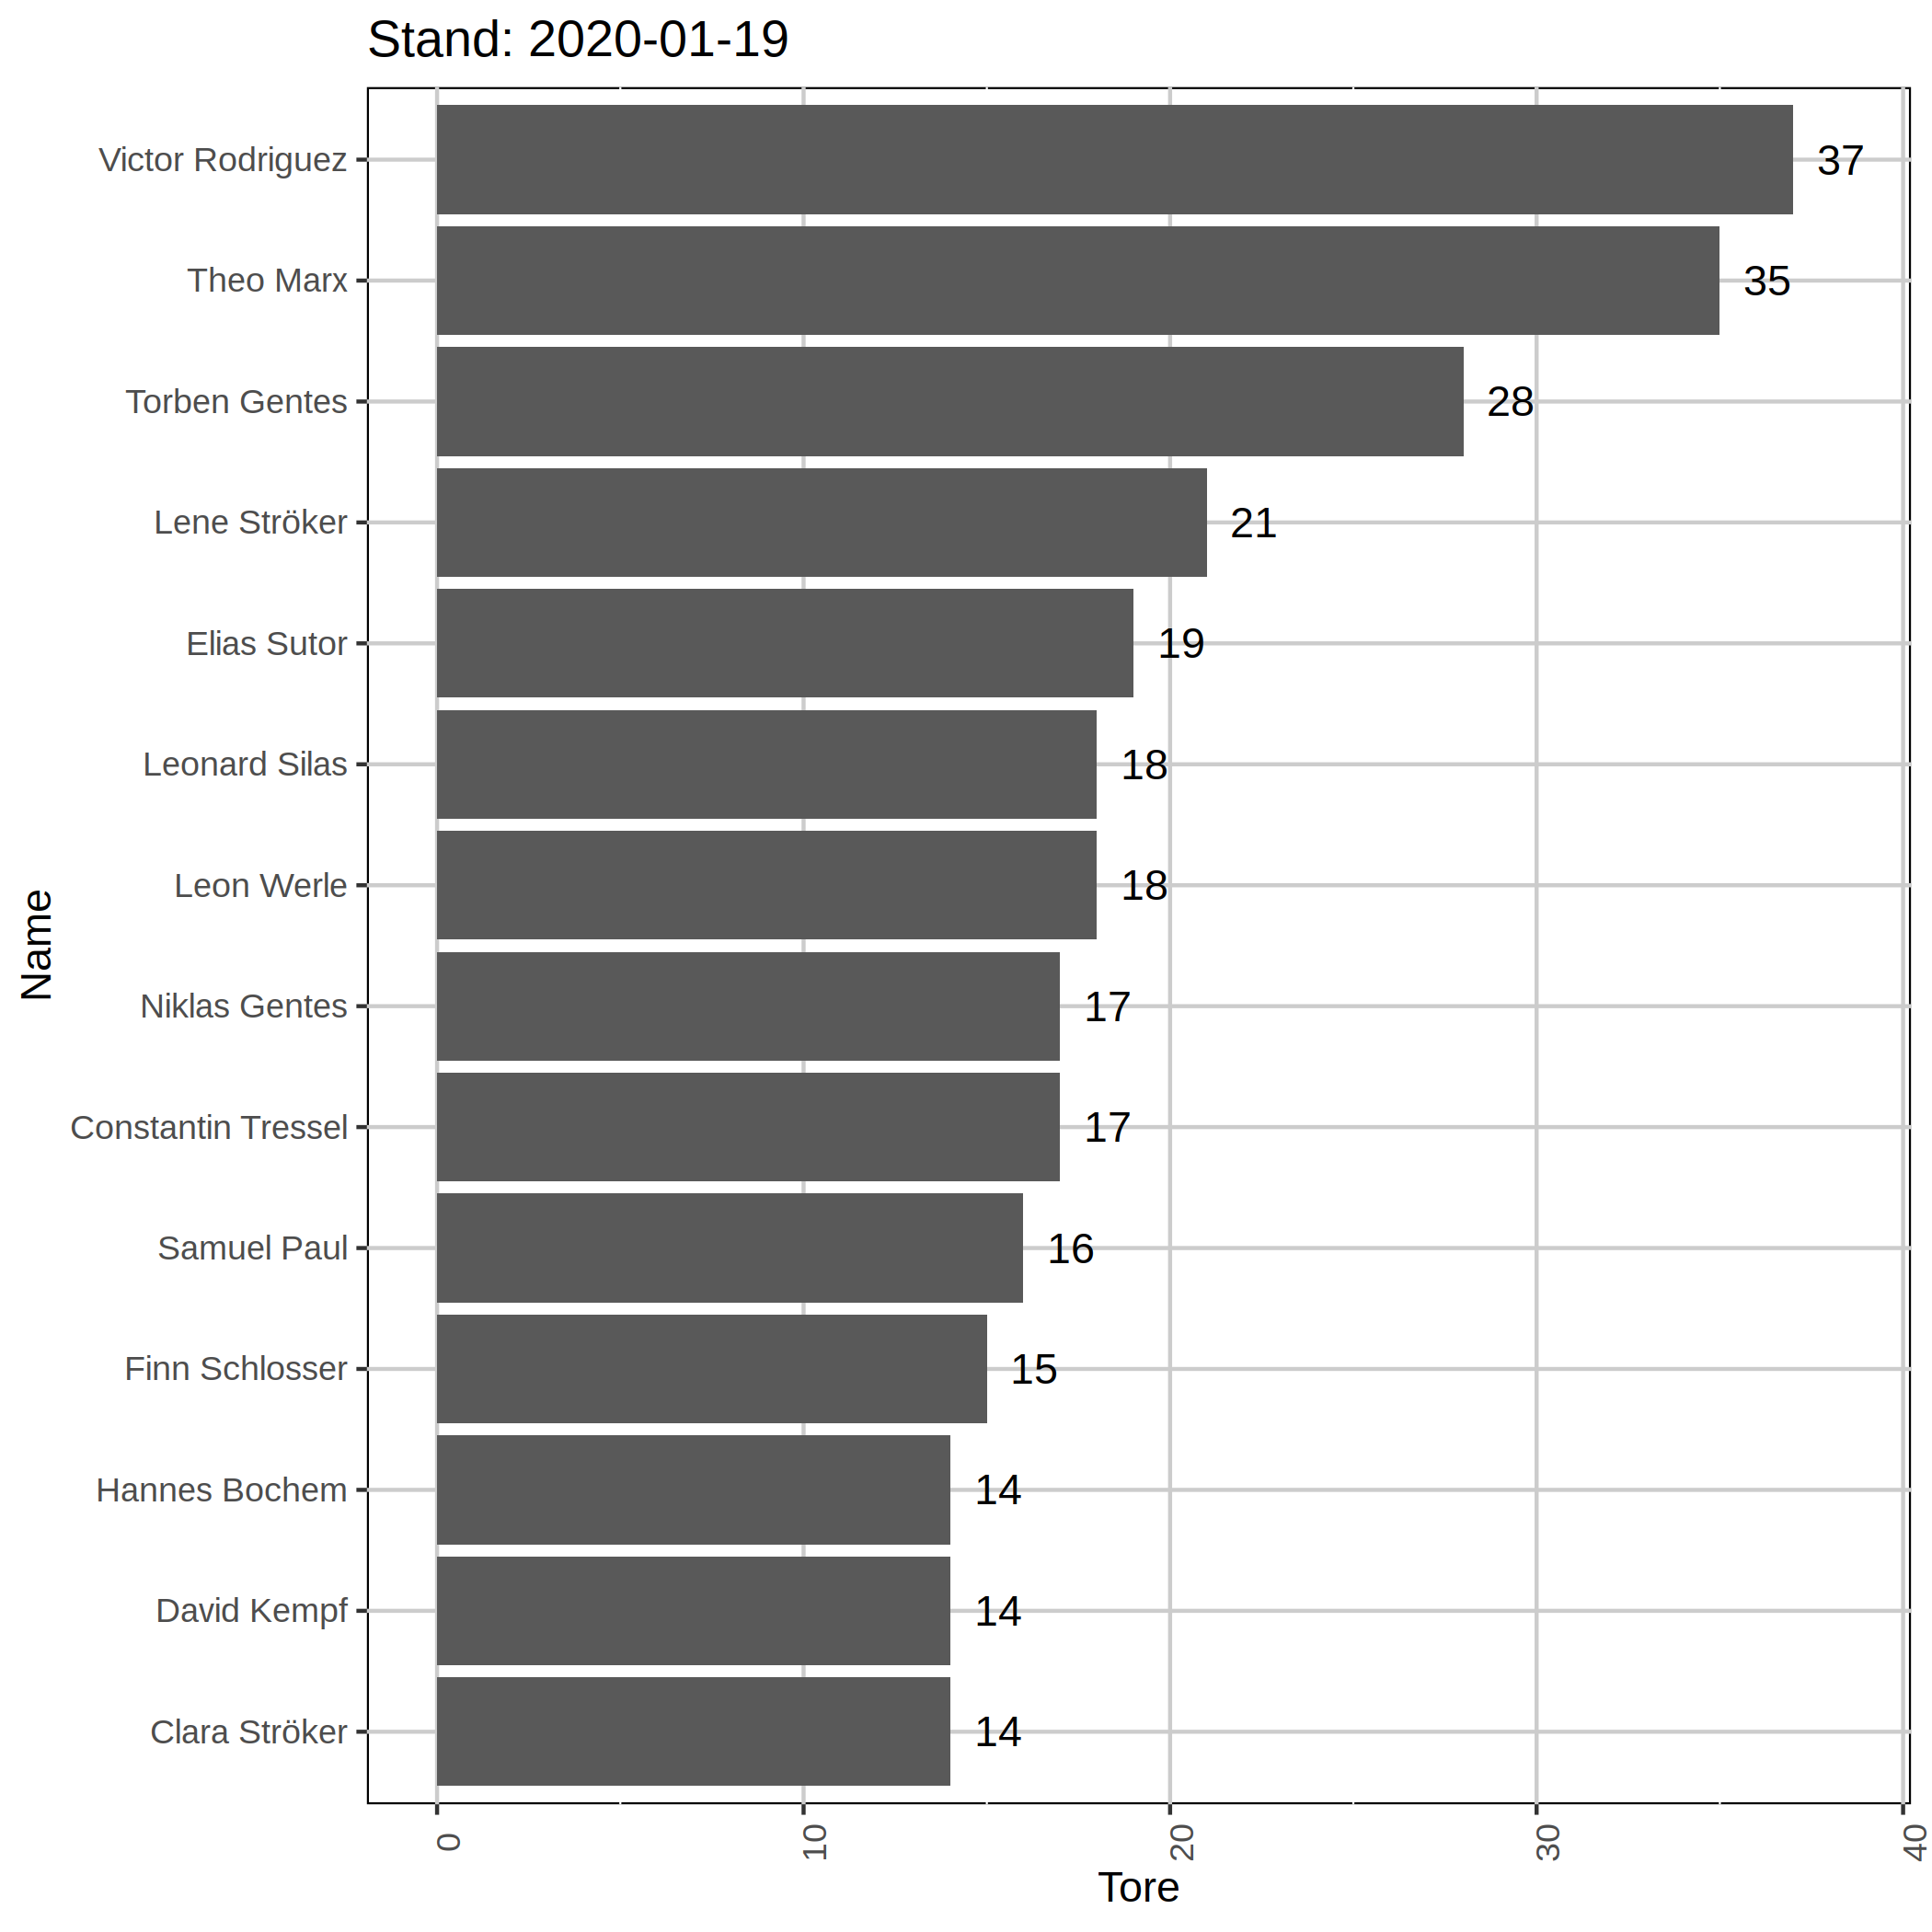 Stand: 2020-01-19
Victor Rodriguez 37
Theo Marx 35
Torben Gentes 28
Lene Ströker 21
Elias Sutor 19
Leonard Silas 18
Leon Werle 18
Niklas Gentes 17
Constantin Tressel 17
Samuel Paul 16
Finn Schlosser 15
Hannes Bochem 14
David Kempf 14
Clara Ströker 14
Name
0 10 20 30 40
Tore